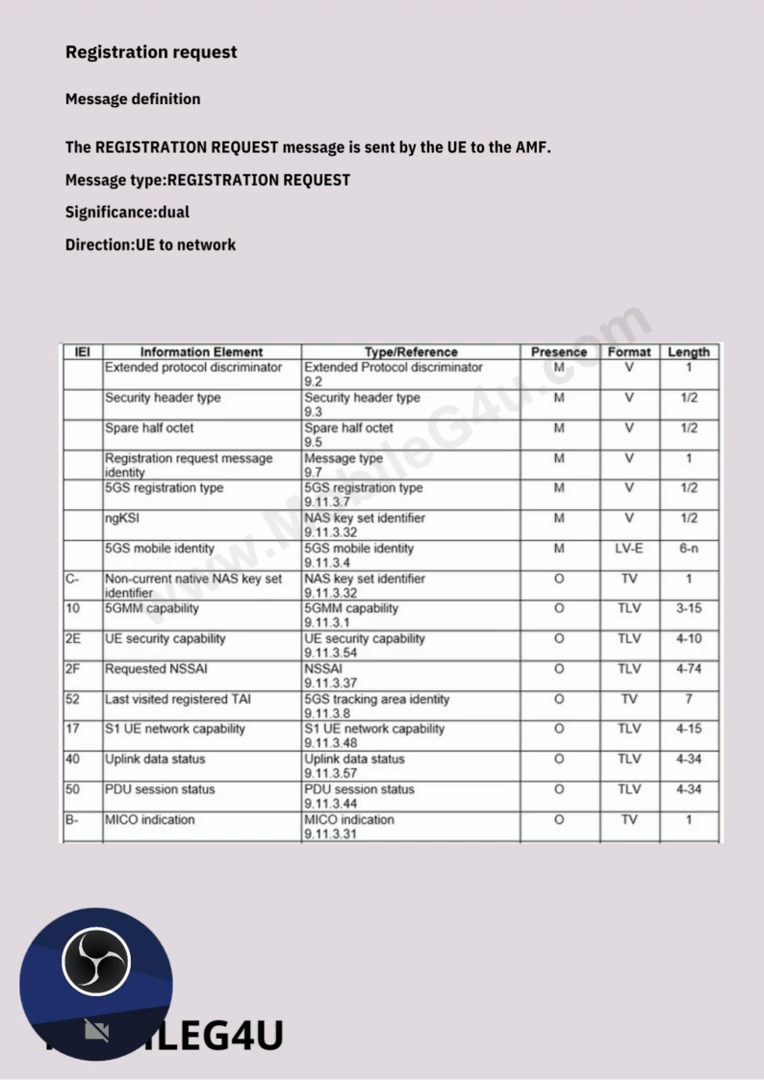 Registration request
Message definition
The REGISTRATION REQUEST message is sent by the UE to the AMF.
Message type:REGISTRATION REQUEST
Significance:dual
Direction:UE to network
IEI Information Element Type/Reference Presence Format Length
Extended protocol discriminator Extended Protocol discriminator M V 1
9.2
Security header type Security header type M V 1/2
9.3
Spare half octet Spare half octet M V 1/2
9.5
Registration request message Message type M V 1
identity 9.7
5GS registration type 5GS registration type M V 1/2
9.11.3.7
ngKSI NAS key set identifier M V 1/2
9.11.3.32
5GS mobile identity 5GS mobile identity M LV-E 6-n
9.11.3.4
C- Non-current native NAS key set NAS key set identifier O TV 1
identifier 9.11.3.32
10 5GMM capability 5GMM capability O TLV 3-15
9.11.3.1
2E UE security capability UE security capability O TLV 4-10
9.11.3.54
2F Requested NSSAI NSSAI O TLV 4-74
9.11.3.37
52 Last visited registered TAI 5GS tracking area identity O TV 7
9.11.3.8
17 S1 UE network capability S1 UE network capability O TLV 4-15
9.11.3.48
40 Uplink data status Uplink data status O TLV 4-34
9.11.3.57
50 PDU session status PDU session status O TLV 4-34
9.11.3.44
B- MICO indication MICO indication O TV 1
9.11.3.31
www.MobileG4u.com
ILEG4U